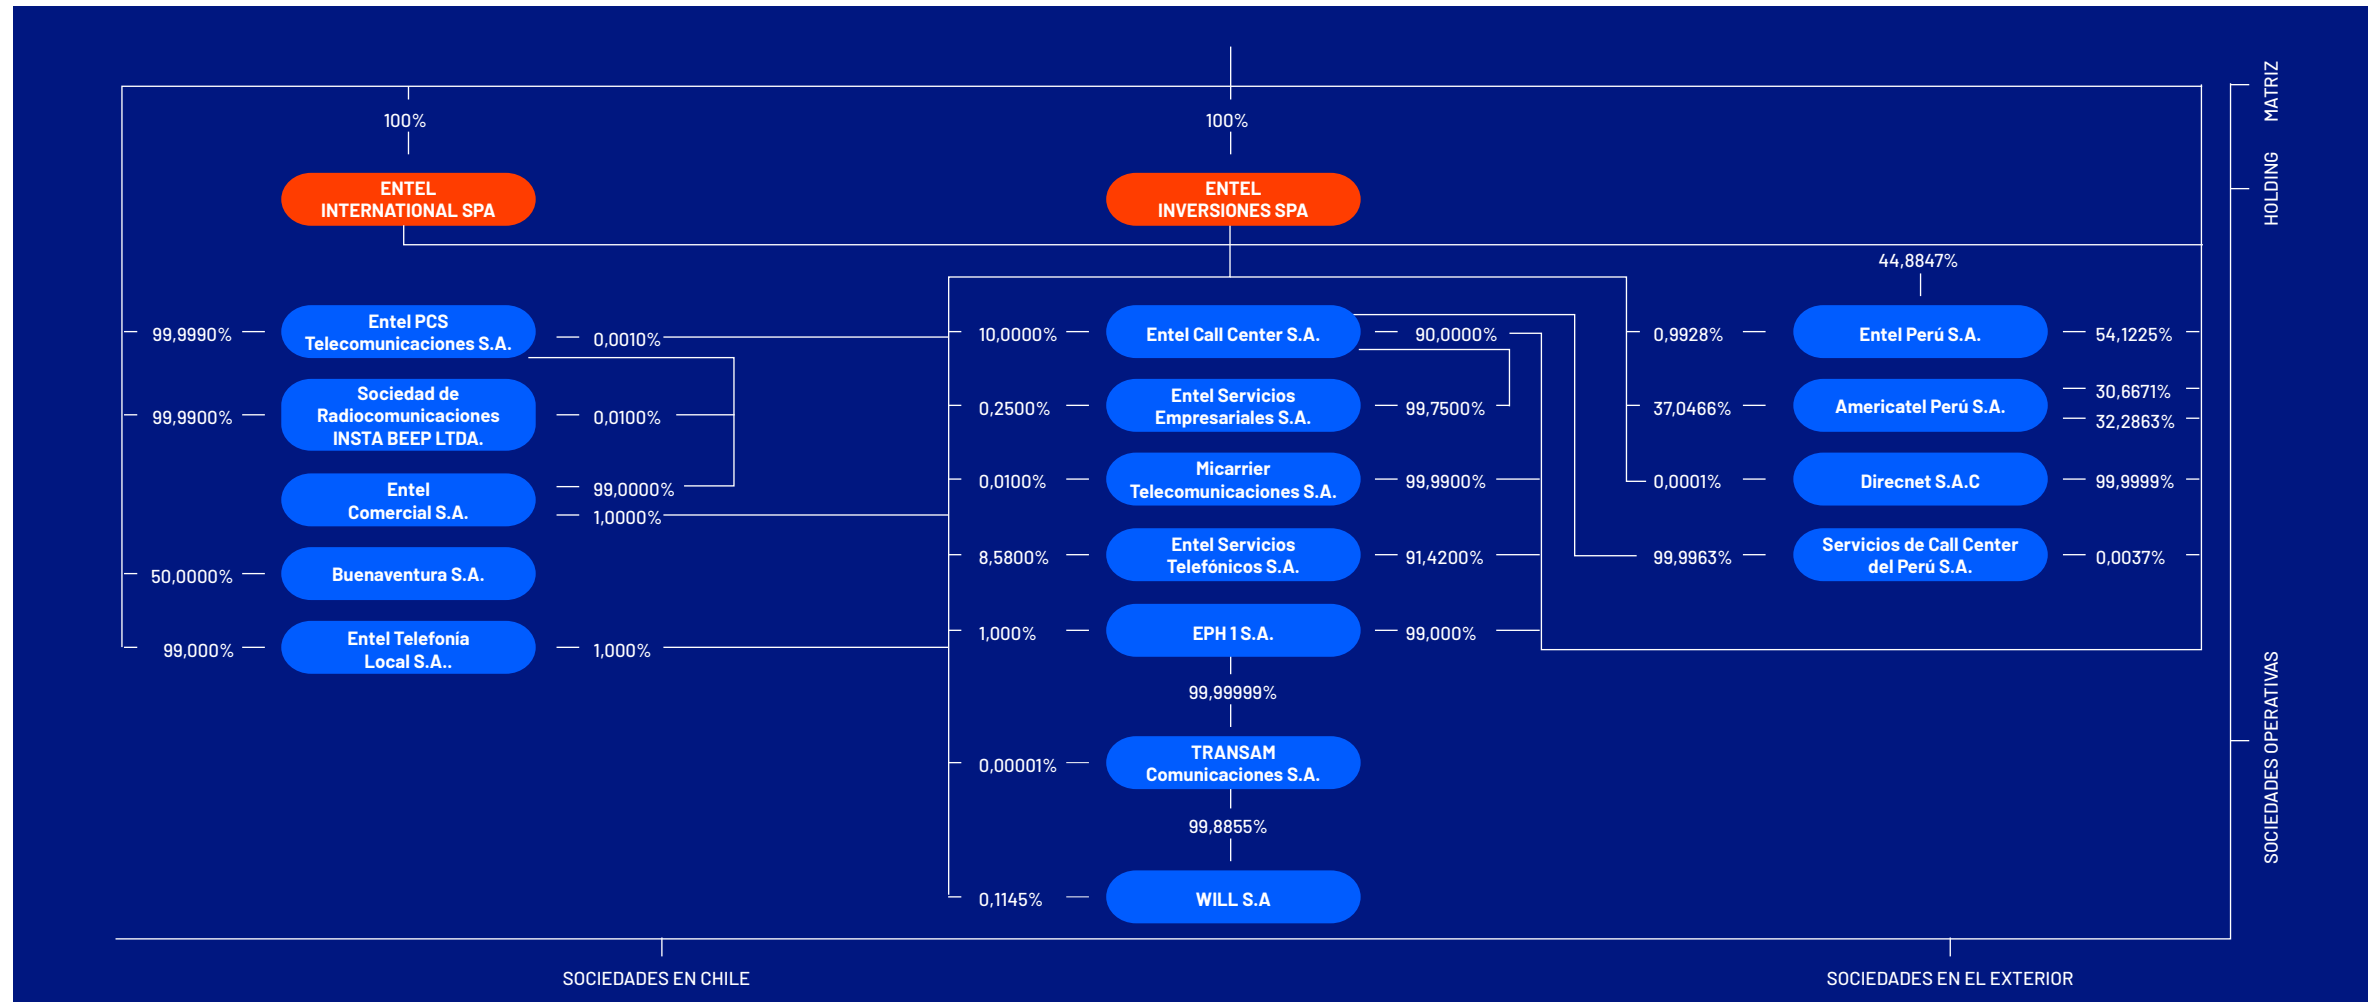 MATRIZ
100%
100%
HOLDING
ENTEL
INTERNATIONAL SPA
ENTEL
INVERSIONES SPA
44,8847%
99,9990%
Entel PCS
Telecomunicaciones S.A.
0,0010%
10,0000%
Entel Call Center S.A.
90,0000%
0,9928%
Entel Perú S.A.
54,1225%
99,9900%
Sociedad de
Radiocomunicaciones
INSTA BEEP LTDA.
0,0100%
0,2500%
Entel Servicios
Empresariales S.A.
99,7500%
37,0466%
Americatel Perú S.A.
30,6671%
32,2863%
Entel
Comercial S.A.
99,0000%
1,0000%
0,0100%
Micarrier
Telecomunicaciones S.A.
99,9900%
0,0001%
Direcnet S.A.C
99,9999%
50,0000%
Buenaventura S.A.
8,5800%
Entel Servicios
Telefónicos S.A.
91,4200%
99,9963%
Servicios de Call Center
del Perú S.A.
0,0037%
99,000%
Entel Telefonía
Local S.A..
1,000%
1,000%
EPH 1 S.A.
99,000%
99,99999%
0,00001%
TRANSAM
Comunicaciones S.A.
99,8855%
0,1145%
WILL S.A
SOCIEDADES OPERATIVAS
SOCIEDADES EN CHILE
SOCIEDADES EN EL EXTERIOR